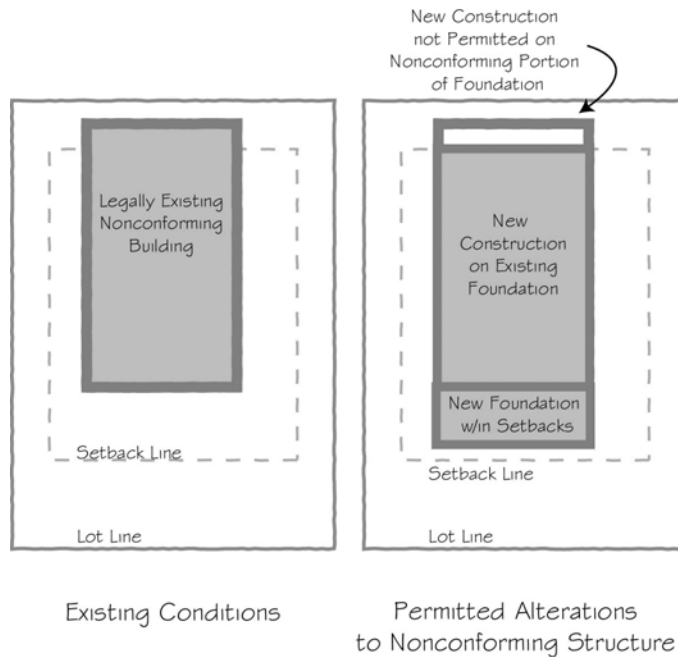 New Construction
not Permitted on
Nonconforming Portion
of Foundation
Legally Existing
Nonconforming
Building
Setback Line
Lot Line
Existing Conditions
New
Construction
on Existing
Foundation
New Foundation
w/in Setbacks
Setback Line
Lot Line
Permitted Alterations
to Nonconforming Structure